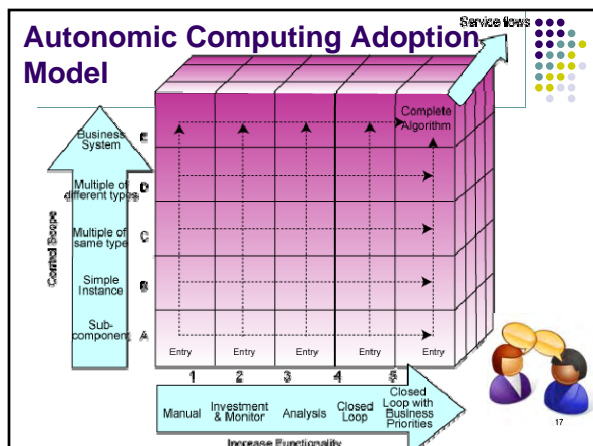 Autonomic Computing Adoption
Model
Service flows
Complete
Algorithm
Business
System
E
Multiple of
different types
D
Multiple of
same type
C
Simple
Instance
B
Sub-
component
A
Control Scope
Entry
Entry
Entry
Entry
Entry
Entry
1
2
3
4
5
Manual
Investment
& Monitor
Analysis
Closed
Loop
Closed
Loop with
Business
Priorities
Increase Functionality
17